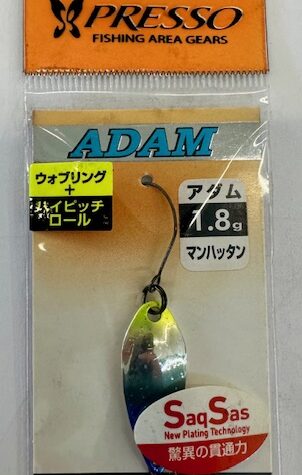 PRESSO
FISHING AREA GEARS
ADAM
ウォブリング
+
ハイピッチ
ロール
アダム
1.8g
マンハッタン
SaqSas
New Plating Technology
驚異の貫通力